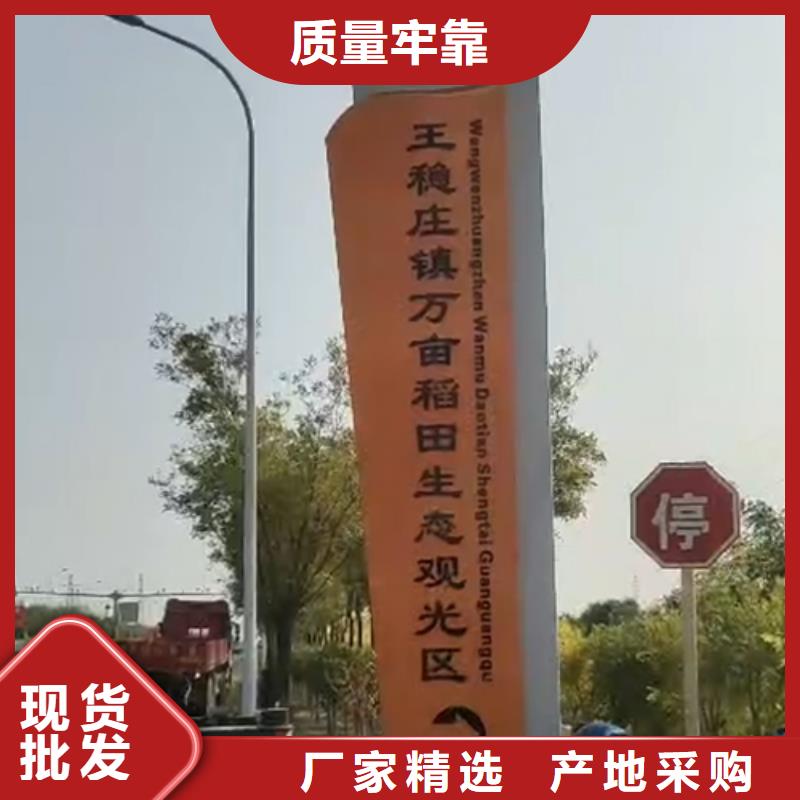 质量牢靠
王稳庄镇万亩稻田生态观光区
Wangwenzhuangzhen Wanmu Daotian Shengtai Guanguangqu
停
现货
批发
厂家精选 产地采购